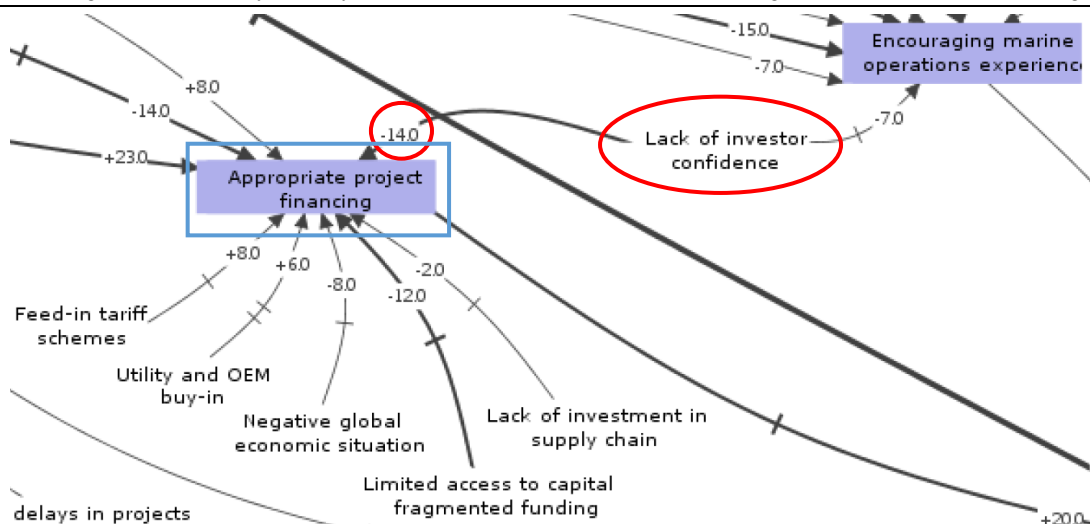 -15.0
Encouraging marine
operations experience
-7.0
+8.0
-14.0
-14.0
-7.0
Lack of investor
confidence
+23.0
Appropriate project
financing
+8.0
+6.0
-8.0
-2.0
-12.0
Feed-in tariff
schemes
Utility and OEM
buy-in
Negative global
economic situation
Lack of investment in
supply chain
Limited access to capital
fragmented funding
delays in projects
+20.0